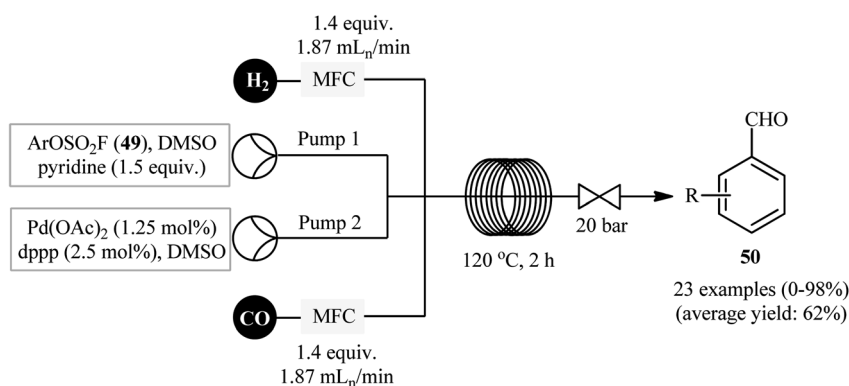 1.4 equiv.
1.87 mLn/min
H2
MFC
ArOSO2F (49), DMSO
pyridine (1.5 equiv.)
Pump 1
Pd(OAc)2 (1.25 mol%)
dppp (2.5 mol%), DMSO
Pump 2
CO
MFC
1.4 equiv.
1.87 mLn/min
120 °C, 2 h
20 bar
CHO
R
50
23 examples (0-98%)
(average yield: 62%)